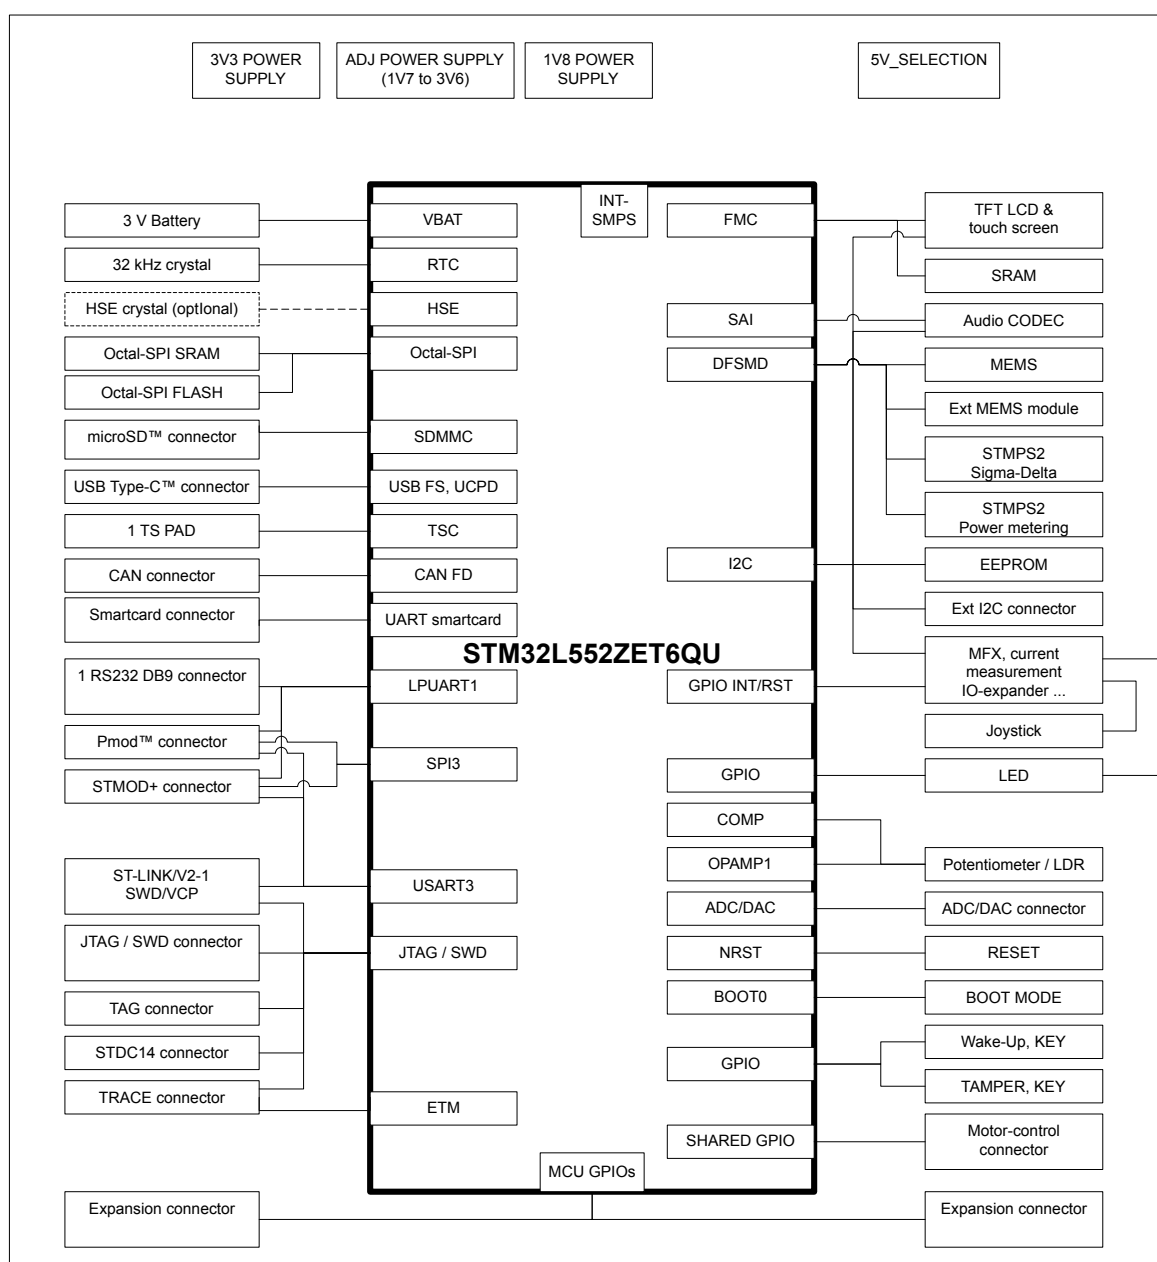 3V3 POWER
SUPPLY
ADJ POWER SUPPLY
(1V7 to 3V6)
1V8 POWER
SUPPLY
5V_SELECTION
3 V Battery
32 kHz crystal
HSE crystal (optIonal)
Octal-SPI SRAM
Octal-SPI FLASH
microSD™ connector
USB Type-C™ connector
1 TS PAD
CAN connector
Smartcard connector
1 RS232 DB9 connector
Pmod™ connector
STMOD+ connector
ST-LINK/V2-1
SWD/VCP
JTAG / SWD connector
TAG connector
STDC14 connector
TRACE connector
Expansion connector
VBAT
RTC
HSE
Octal-SPI
SDMMC
USB FS, UCPD
TSC
CAN FD
UART smartcard
STM32L552ZET6QU
LPUART1
SPI3
USART3
JTAG / SWD
ETM
INT-
SMPS
MCU GPIOs
FMC
SAI
DFSMD
I2C
GPIO INT/RST
GPIO
COMP
OPAMP1
ADC/DAC
NRST
BOOT0
GPIO
SHARED GPIO
TFT LCD &
touch screen
SRAM
Audio CODEC
MEMS
Ext MEMS module
STMPS2
Sigma-Delta
STMPS2
Power metering
EEPROM
Ext I2C connector
MFX, current
measurement
IO-expander ...
Joystick
LED
Potentiometer / LDR
ADC/DAC connector
RESET
BOOT MODE
Wake-Up, KEY
TAMPER, KEY
Motor-control
connector
Expansion connector